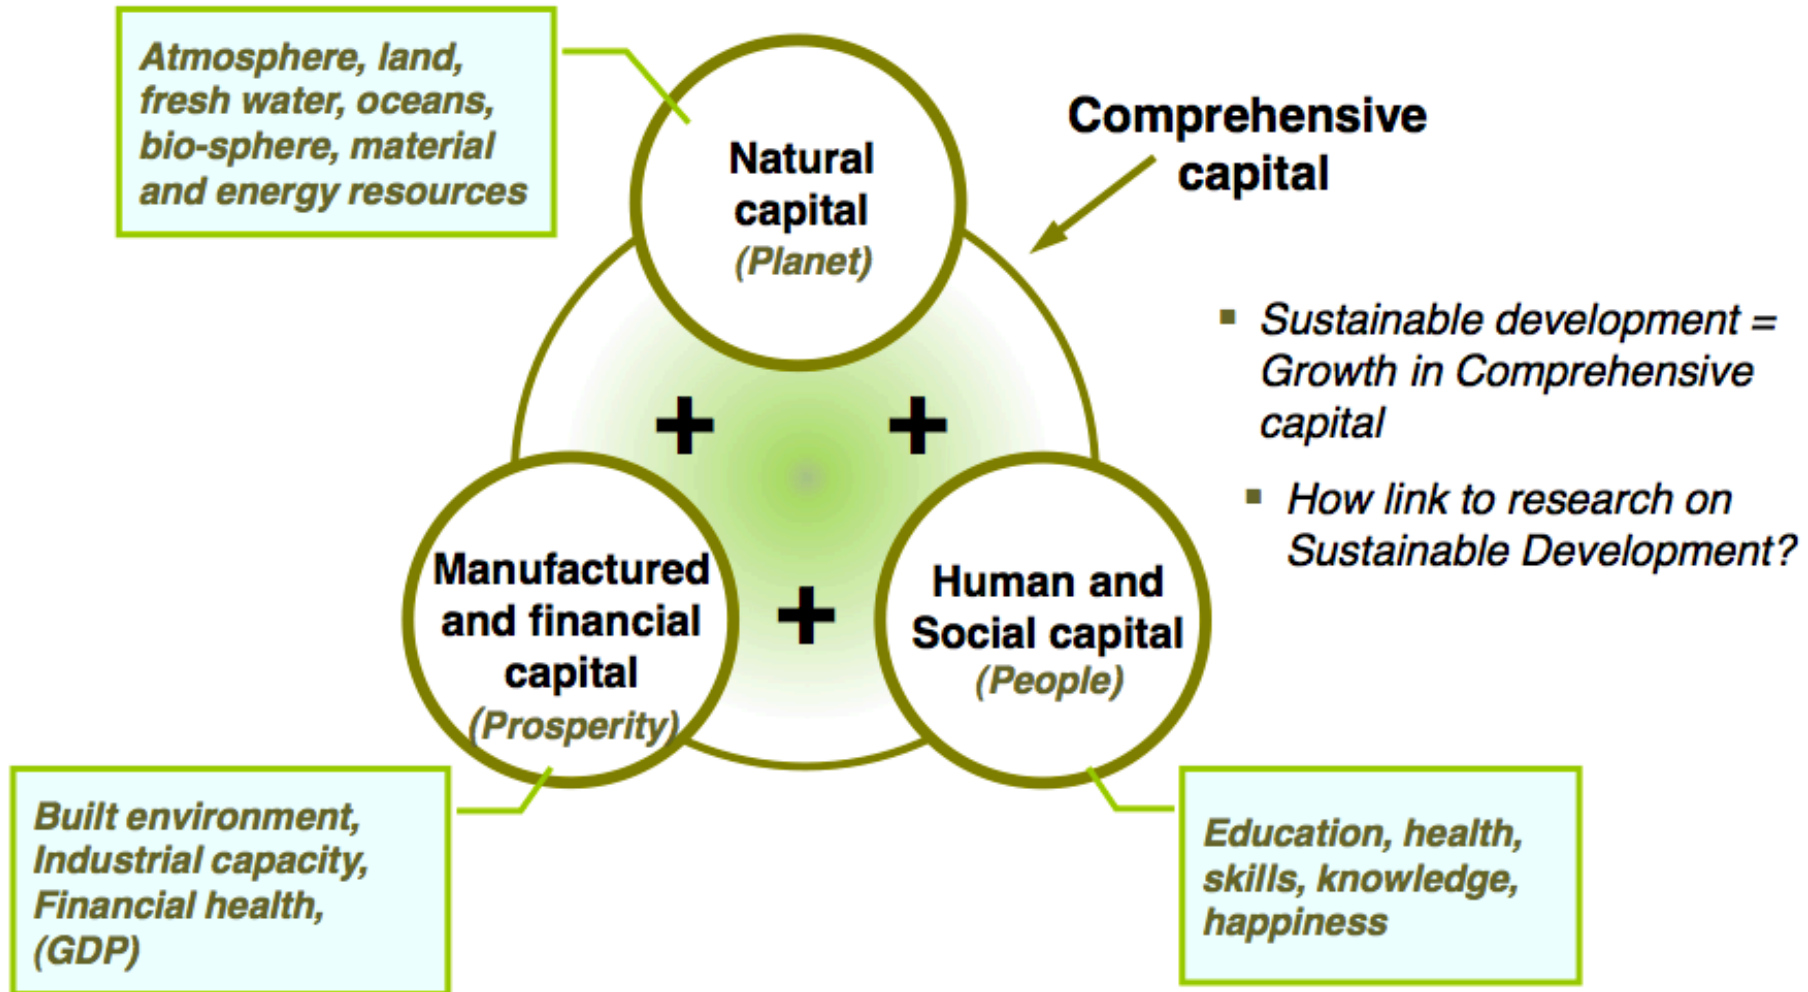 Atmosphere, land,
fresh water, oceans,
bio-sphere, material
and energy resources
Natural
capital
(Planet)
Comprehensive
capital
▪ Sustainable development =
Growth in Comprehensive
capital
▪ How link to research on
Sustainable Development?
+ +
Manufactured
and financial
capital
(Prosperity)
+
Human and
Social capital
(People)
Built environment,
Industrial capacity,
Financial health,
(GDP)
Education, health,
skills, knowledge,
happiness